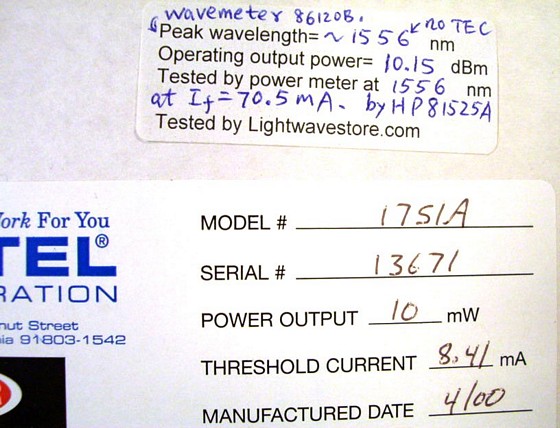 wavemeter 86120B.
Peak wavelength= ~1556 nm no TEC
Operating output power= 10.15 dBm
Tested by power meter at 1556 nm
at If=70.5mA. by HP81525A
Tested by Lightwavestore.com
ork For You
TEL®
RATION
nut Street
ia 91803-1542
MODEL # 1751A
SERIAL # 13671
POWER OUTPUT 10 mW
THRESHOLD CURRENT 8.41 mA
MANUFACTURED DATE 4/00